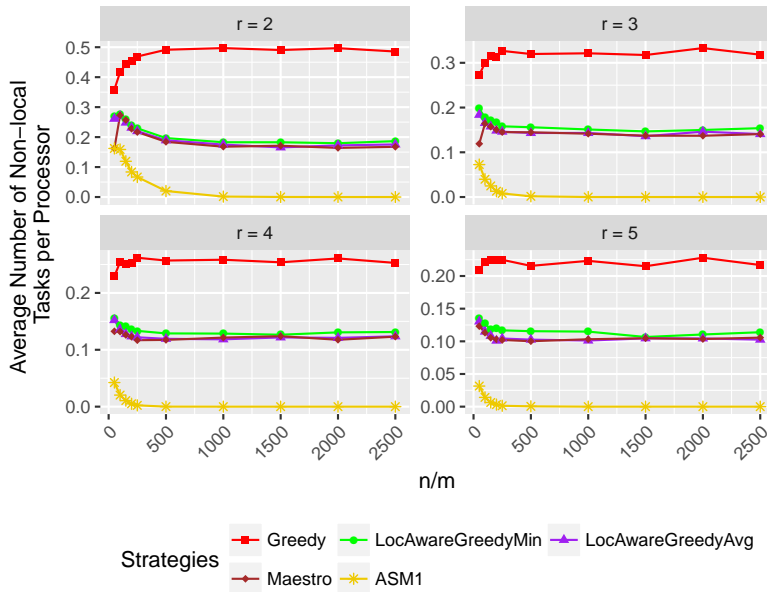 r = 2
r = 3
0.5
0.4
0.3
0.2
0.1
0.0
0.3
0.2
0.1
0.0
r = 4
r = 5
0.2
0.1
0.0
0.20
0.15
0.10
0.05
0.00
0
500
1000
1500
2000
2500
0
500
1000
1500
2000
2500
Average Number of Non−local
Tasks per Processor
n/m
Strategies
Greedy
LocAwareGreedyMin
LocAwareGreedyAvg
Maestro
ASM1